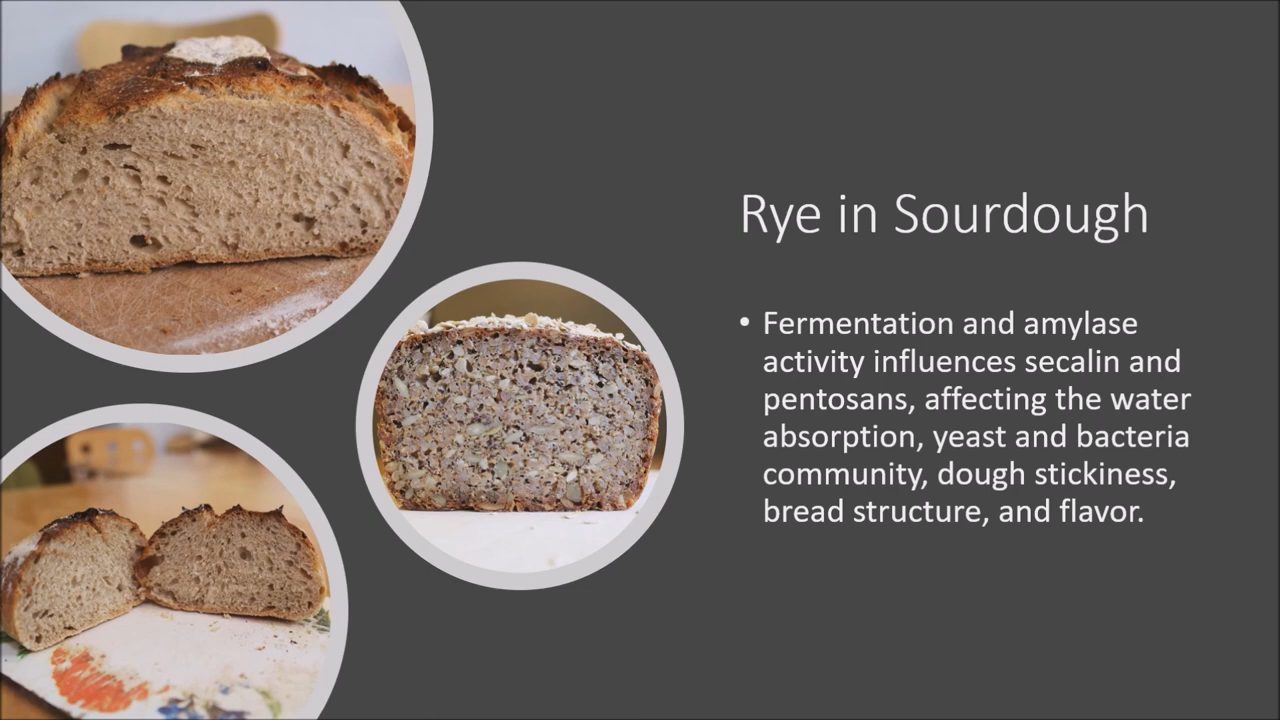 Rye in Sourdough
• Fermentation and amylase
activity influences secalin and
pentosans, affecting the water
absorption, yeast and bacteria
community, dough stickiness,
bread structure, and flavor.